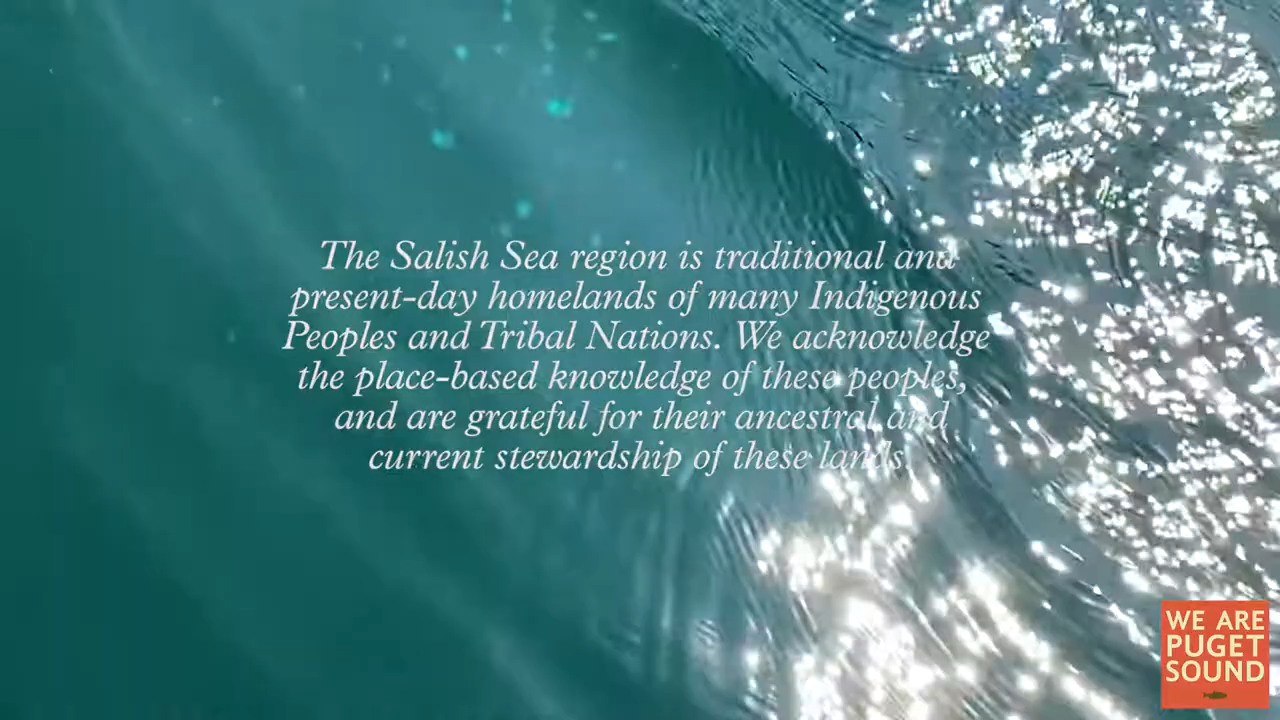 The Salish Sea region is traditional and
present-day homelands of many Indigenous
Peoples and Tribal Nations. We acknowledge
the place-based knowledge of these peoples,
and are grateful for their ancestral and
current stewardship of these lands.
WE ARE
PUGET
SOUND